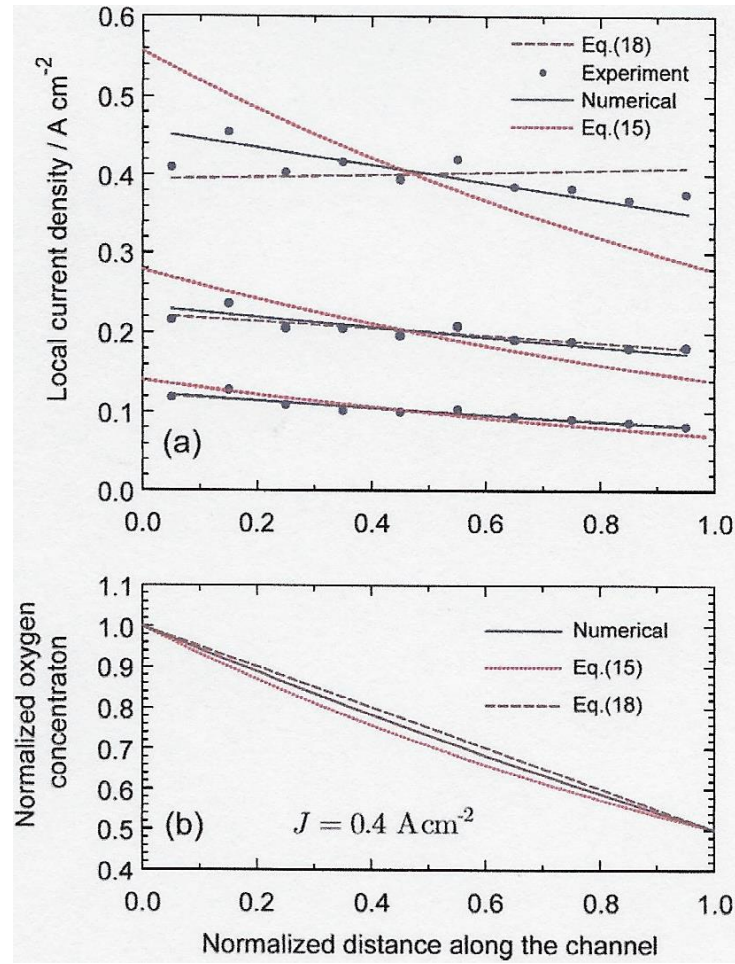 0.6
0.5
0.4
0.3
0.2
0.1
0.0
Local current density / A cm-2
Eq.(18)
Experiment
Numerical
Eq.(15)
(a)
0.0 0.2 0.4 0.6 0.8 1.0
1.1
1.0
0.9
0.8
0.7
0.6
0.5
0.4
Normalized oxygen
concentraton
Numerical
Eq.(15)
Eq.(18)
(b) J = 0.4 Acm-2
0.0 0.2 0.4 0.6 0.8 1.0
Normalized distance along the channel